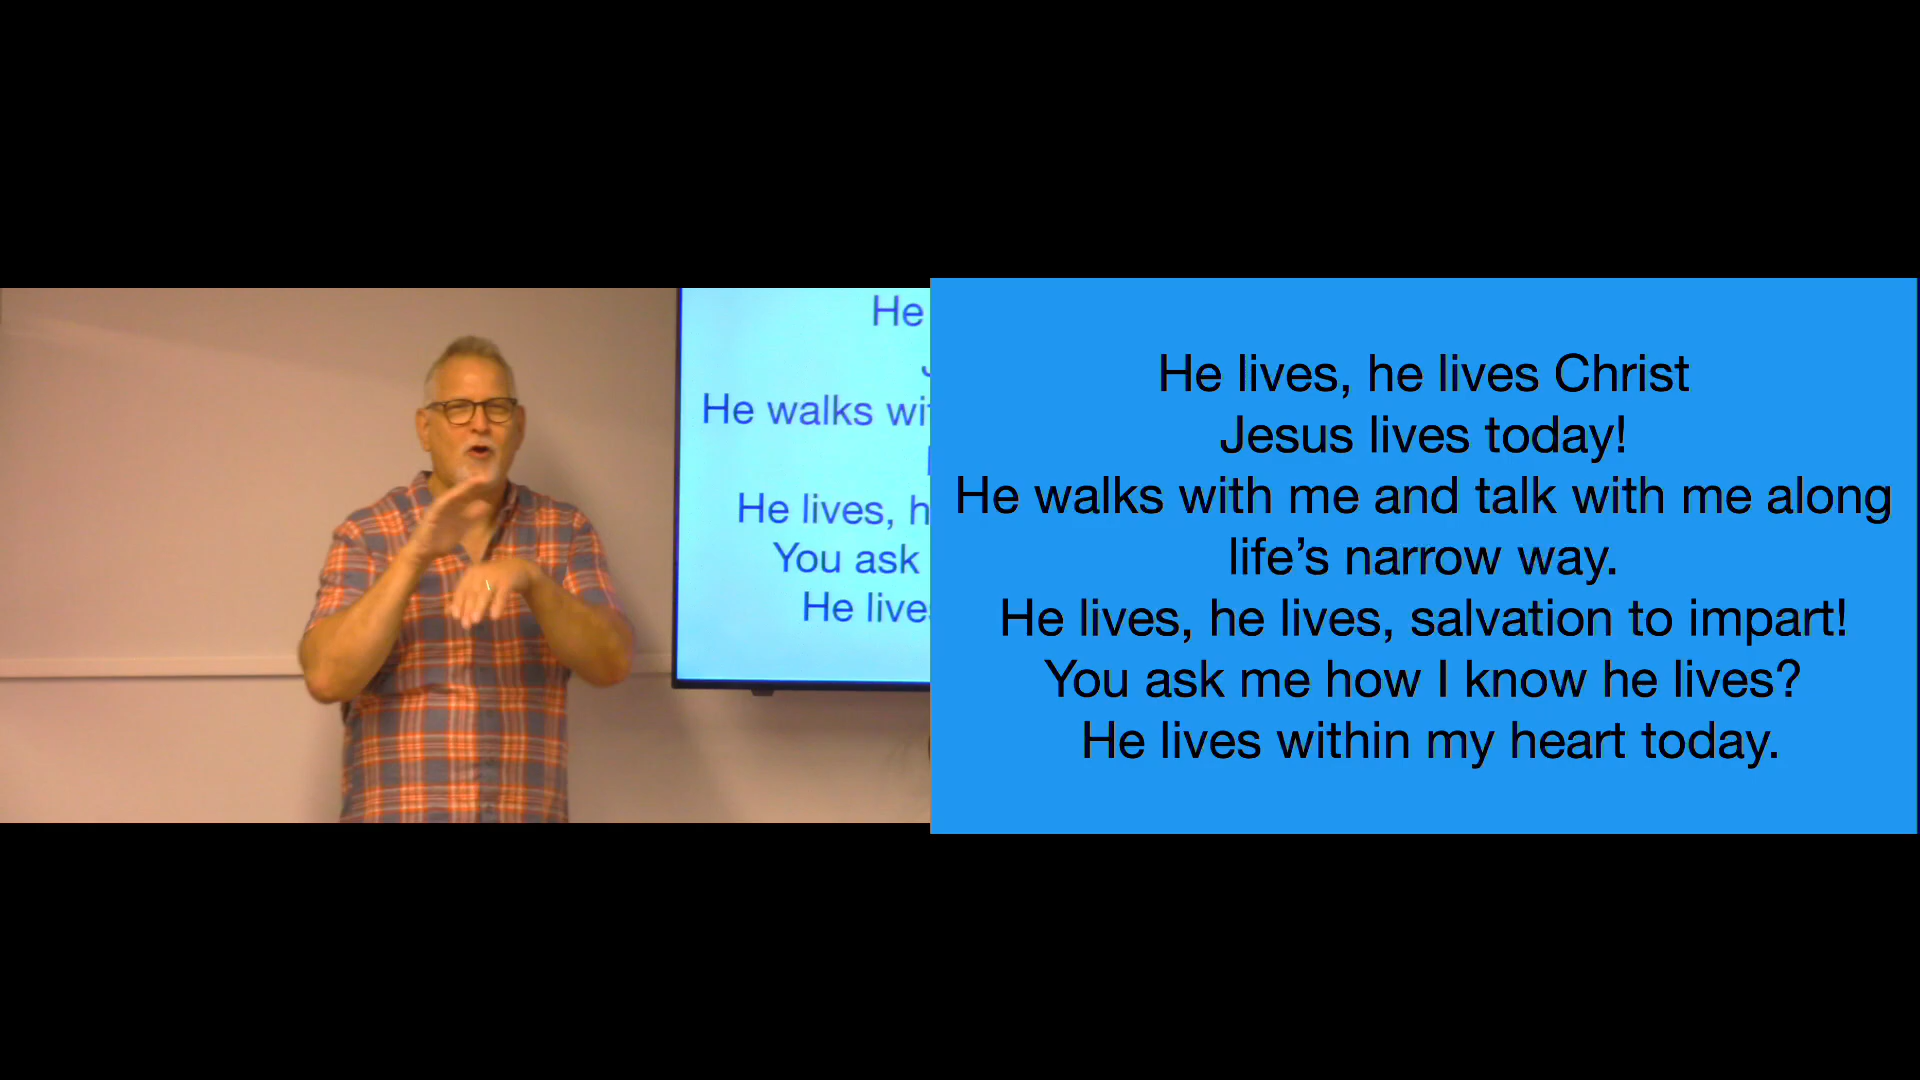 He
He walks wi
He lives, h
You ask
He live
He lives, he lives Christ
Jesus lives today!
He walks with me and talk with me along
life’s narrow way.
He lives, he lives, salvation to impart!
You ask me how I know he lives?
He lives within my heart today.